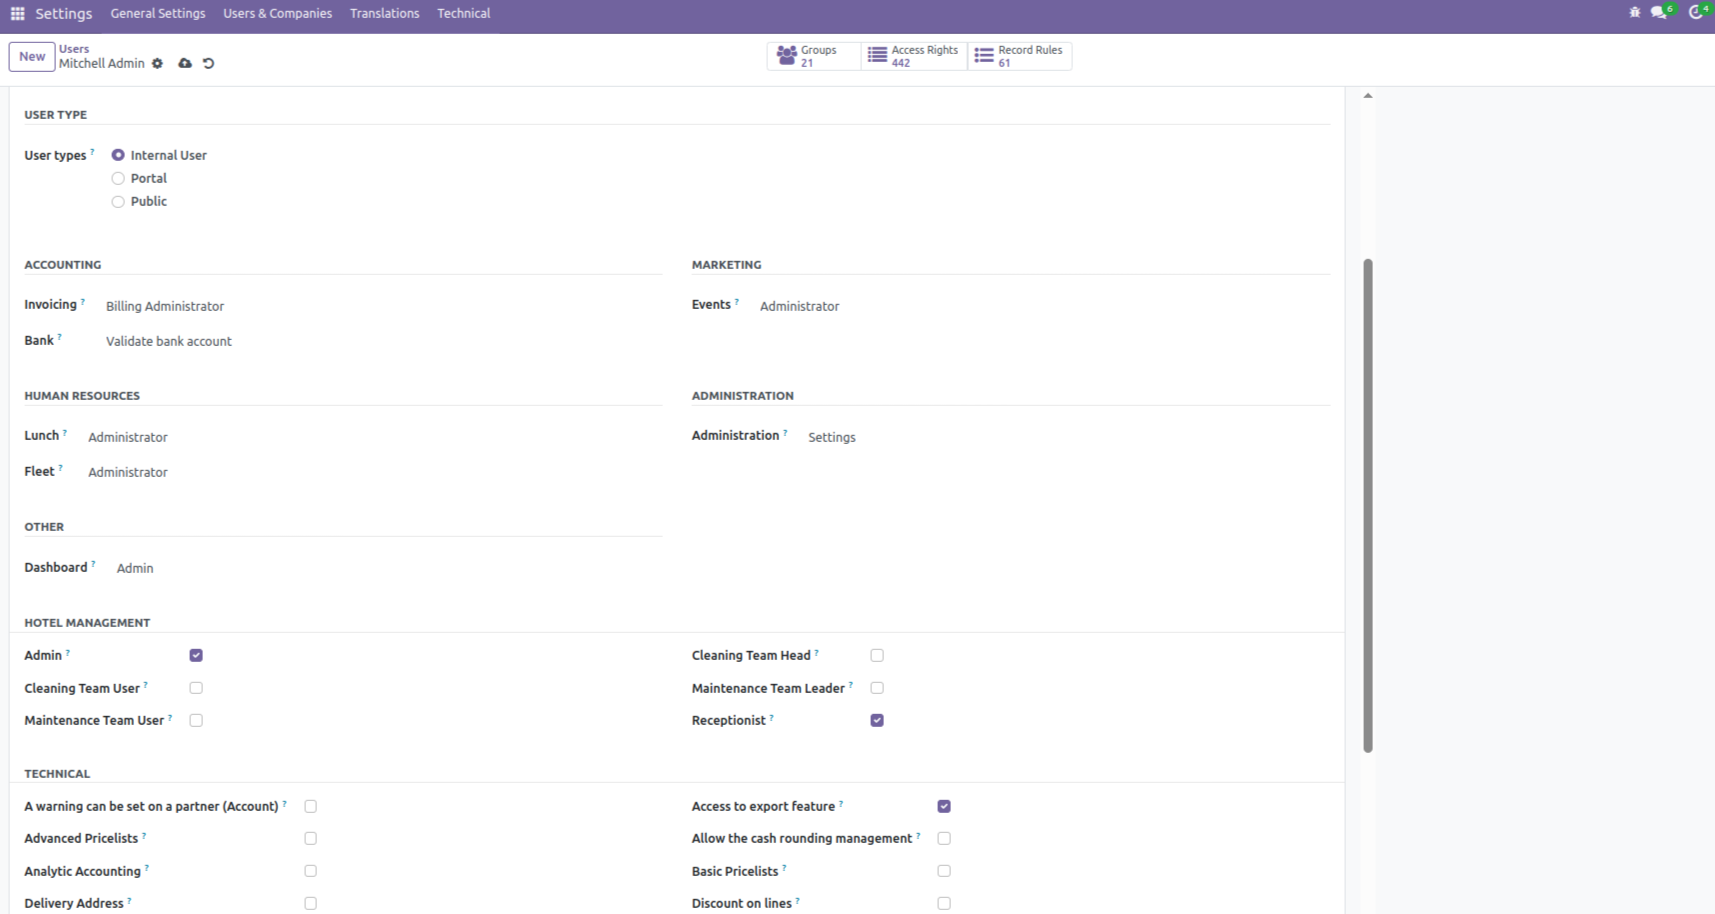 Settings General Settings Users & Companies Translations Technical 6 4
New Users Groups Access Rights Record Rules
Mitchell Admin 21 442 61
USER TYPE
User types ? Internal User
Portal
Public
ACCOUNTING MARKETING
Invoicing ? Billing Administrator Events ? Administrator
Bank ? Validate bank account
HUMAN RESOURCES ADMINISTRATION
Lunch ? Administrator Administration ? Settings
Fleet ? Administrator
OTHER
Dashboard ? Admin
HOTEL MANAGEMENT
Admin ? Cleaning Team Head ?
Cleaning Team User ? Maintenance Team Leader ?
Maintenance Team User ? Receptionist ?
TECHNICAL
A warning can be set on a partner (Account) ? Access to export feature ?
Advanced Pricelists ? Allow the cash rounding management ?
Analytic Accounting ? Basic Pricelists ?
Delivery Address ? Discount on lines ?